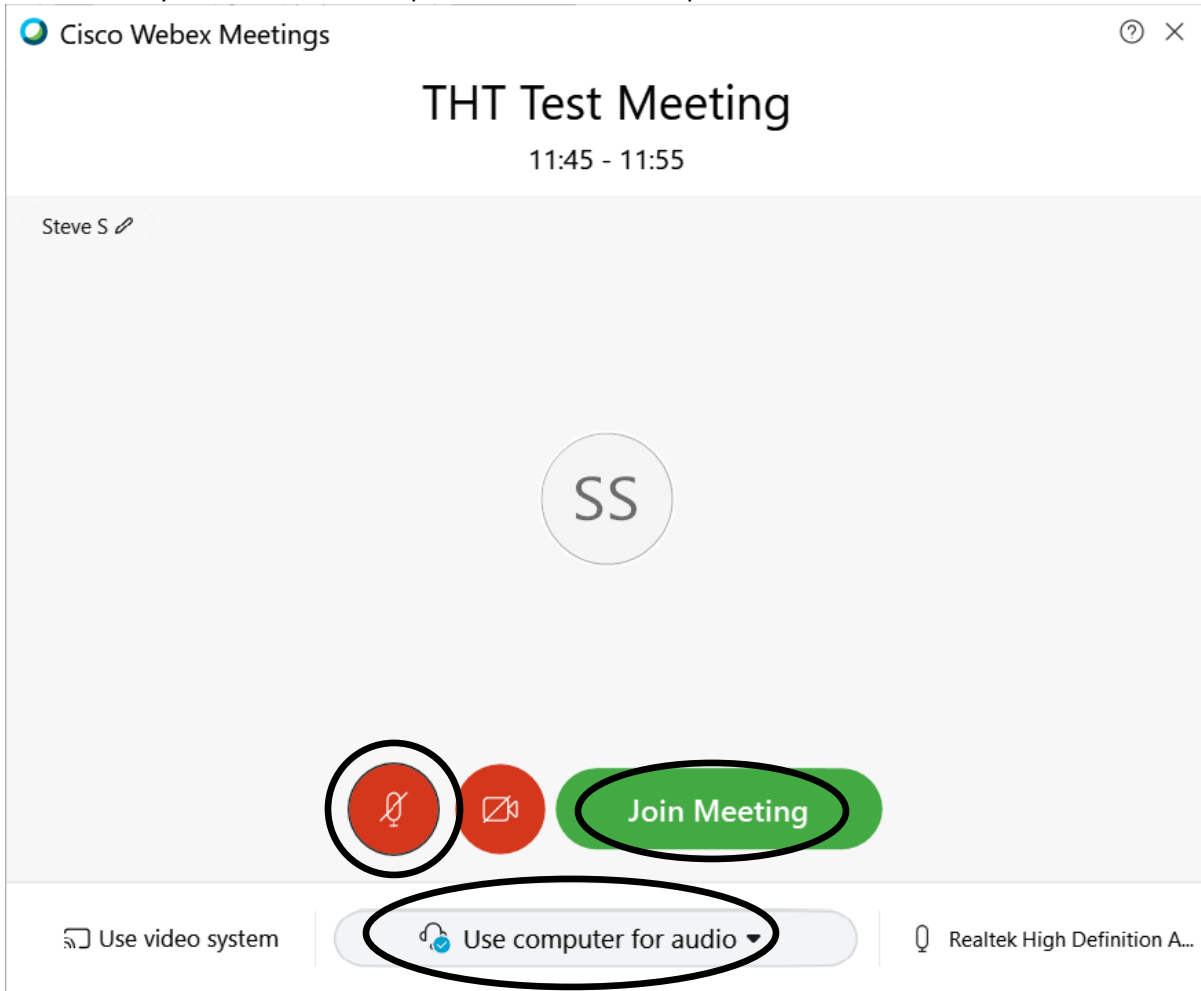 Cisco Webex Meetings
THT Test Meeting
11:45 - 11:55
Steve S
SS
Join Meeting
Use video system
Use computer for audio
Realtek High Definition A...